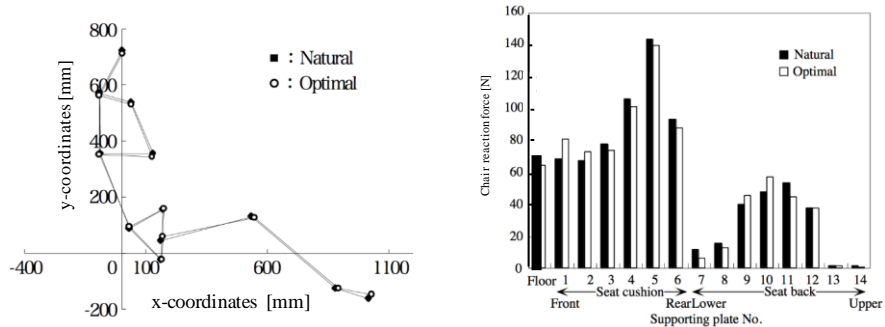 800
600
400
200
-400
0
100
600
1100
-200
y-coordinates [mm]
x-coordinates [mm]
: Natural
: Optimal
160
140
120
100
80
60
40
20
0
Chair reaction force [N]
Natural
Optimal
Floor 1 2 3 4 5 6 7 8 9 10 11 12 13 14
Seat cushion Seat back
Front Rear Lower Upper
Supporting plate No.